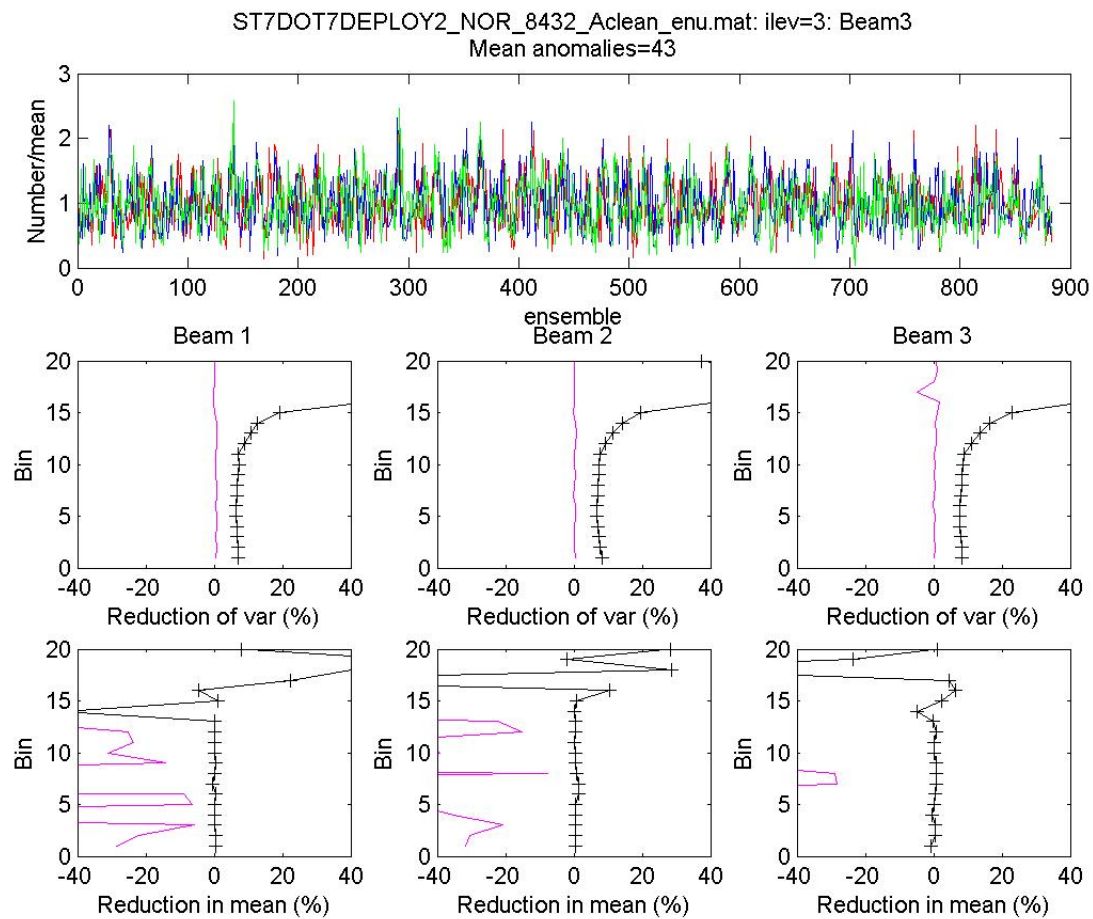 ST7DOT7DEPLOY2_NOR_8432_Aclean_enu.mat: ilev=3: Beam3
Mean anomalies=43
Number/mean
3
2
1
0
0 100 200 300 400 500 600 700 800 900
ensemble
Beam 1 Beam 2 Beam 3
Bin
20
15
10
5
0
-40 -20 0 20 40
Reduction of var (%)
Bin
20
15
10
5
0
-40 -20 0 20 40
Reduction of var (%)
Bin
20
15
10
5
0
-40 -20 0 20 40
Reduction of var (%)
Bin
20
15
10
5
0
-40 -20 0 20 40
Reduction in mean (%)
Bin
20
15
10
5
0
-40 -20 0 20 40
Reduction in mean (%)
Bin
20
15
10
5
0
-40 -20 0 20 40
Reduction in mean (%)